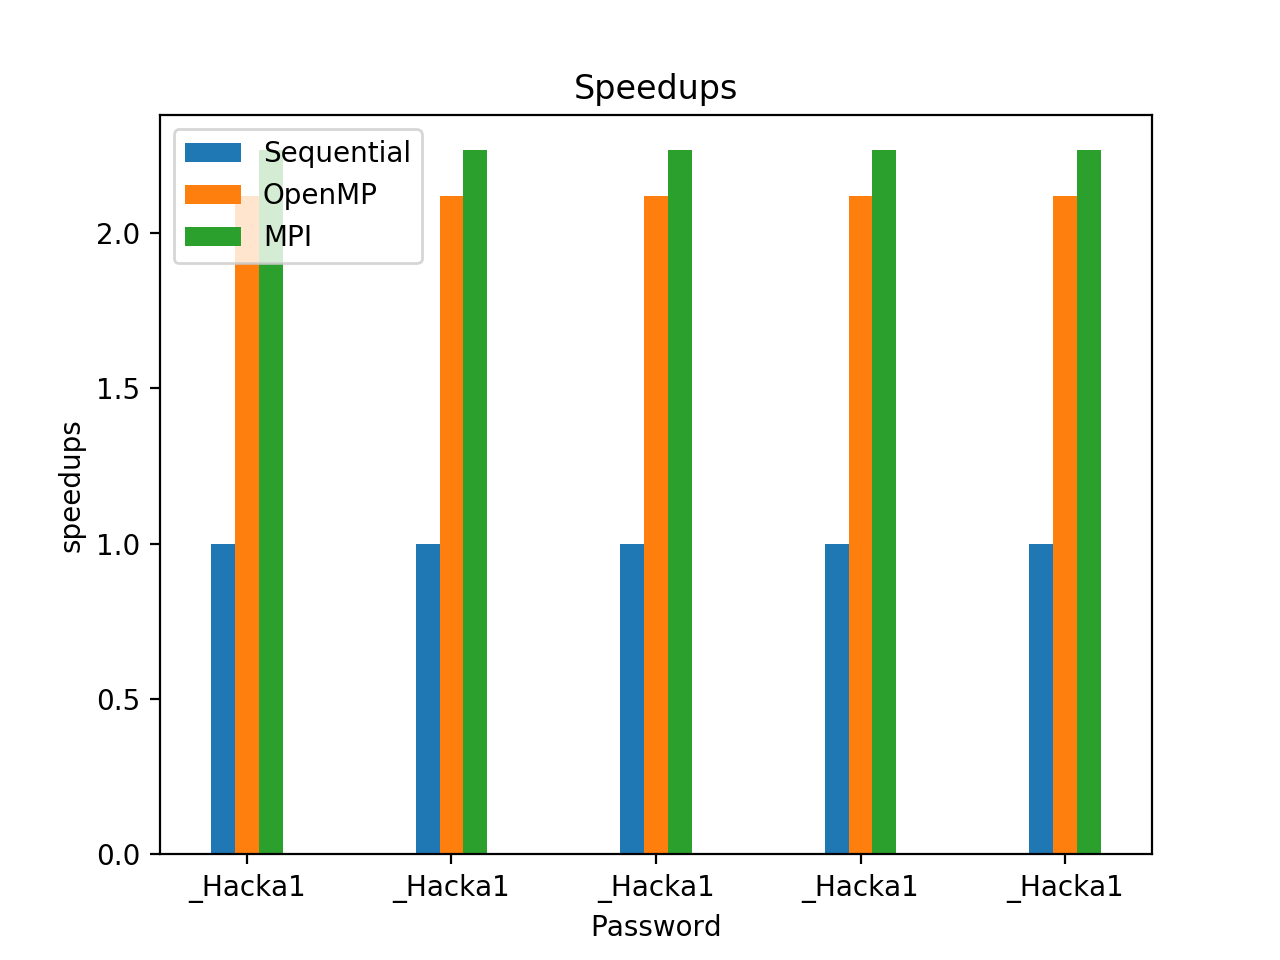 Speedups
Sequential
OpenMP
MPI
speedups
2.0
1.5
1.0
0.5
0.0
_Hacka1 _Hacka1 _Hacka1 _Hacka1 _Hacka1
Password